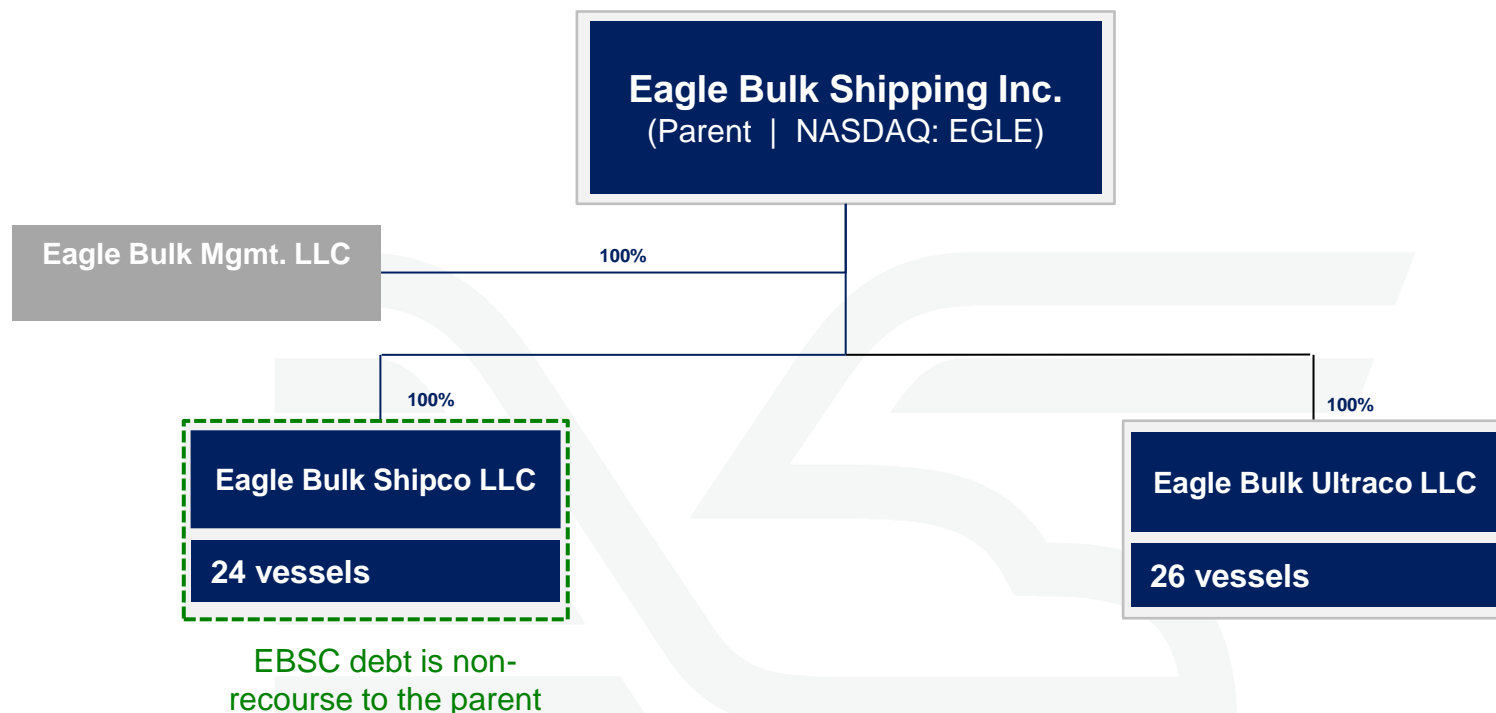 Eagle Bulk Shipping Inc.
(Parent | NASDAQ: EGLE)
Eagle Bulk Mgmt. LLC
100%
100%
100%
Eagle Bulk Shipco LLC
Eagle Bulk Ultraco LLC
24 vessels
26 vessels
EBSC debt is non-
recourse to the parent